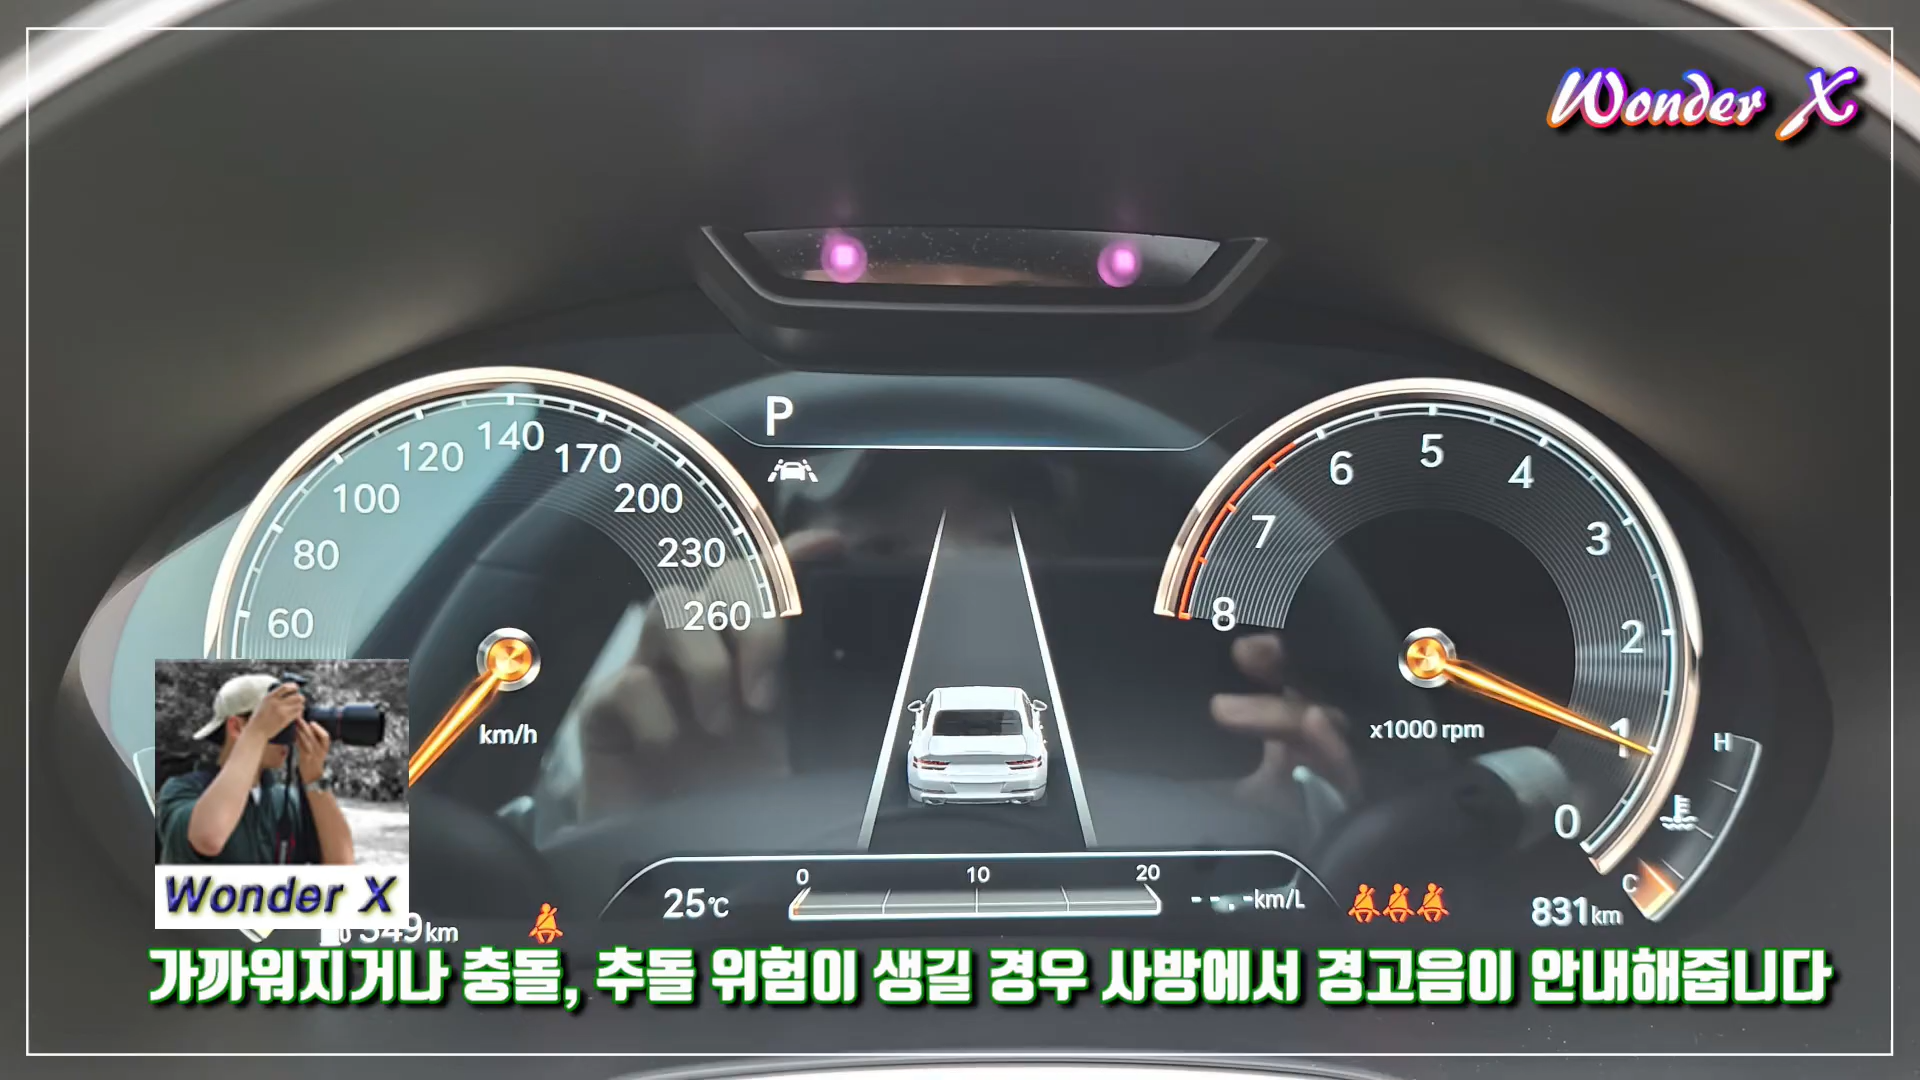 Wonder X
P
140
120 170
100 200
80 230
60 260
km/h
5
6 4
7 3
8 2
1
0
x1000 rpm
H
C
0 10 20
25℃
--.-km/L
831km
Wonder X
349km
가까워지거나 충돌, 추돌 위험이 생길 경우 사방에서 경고음이 안내해줍니다